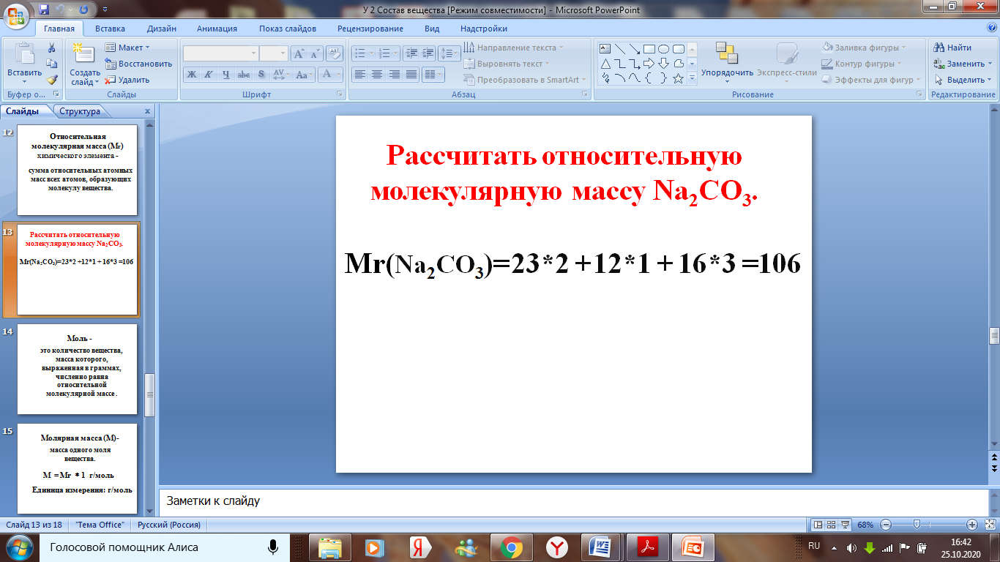 У 2 Состав вещества [Режим совместимости] - Microsoft PowerPoint
Главная Вставка Дизайн Анимация Показ слайдов Рецензирование Вид Надстройки
Вставить
Буфер о...
Создать слайд
Макет
Восстановить
Удалить
Слайды
Ж К Ч abc S AV Aa A
Шрифт
Направление текста
Выровнять текст
Преобразовать в SmartArt
Абзац
Упорядочить
Экспресс-стили
Заливка фигуры
Контур фигуры
Эффекты для фигур
Рисование
Найти
Заменить
Выделить
Редактирование
Слайды Структура x
12
Относительная
молекулярная масса (Mr)
химического элемента -
сумма относительных атомных
масс всех атомов, образующих
молекулу вещества.
13
Рассчитать относительную
молекулярную массу Na₂CO₃.
Mr(Na₂CO₃)=23*2 +12*1 + 16*3 =106
14
Моль -
это количество вещества,
масса которого,
выраженная в граммах,
численно равна
относительной
молекулярной массе .
15
Молярная масса (М)-
масса одного моля
вещества.
М = Mr * 1 г/моль
Единица измерения: г/моль
Рассчитать относительную
молекулярную массу Na₂CO₃.
Mr(Na₂CO₃)=23*2 +12*1 + 16*3 =106
Заметки к слайду
Слайд 13 из 18 "Тема Office" Русский (Россия) 68%
Голосовой помощник Алиса
RU
16:42
25.10.2020